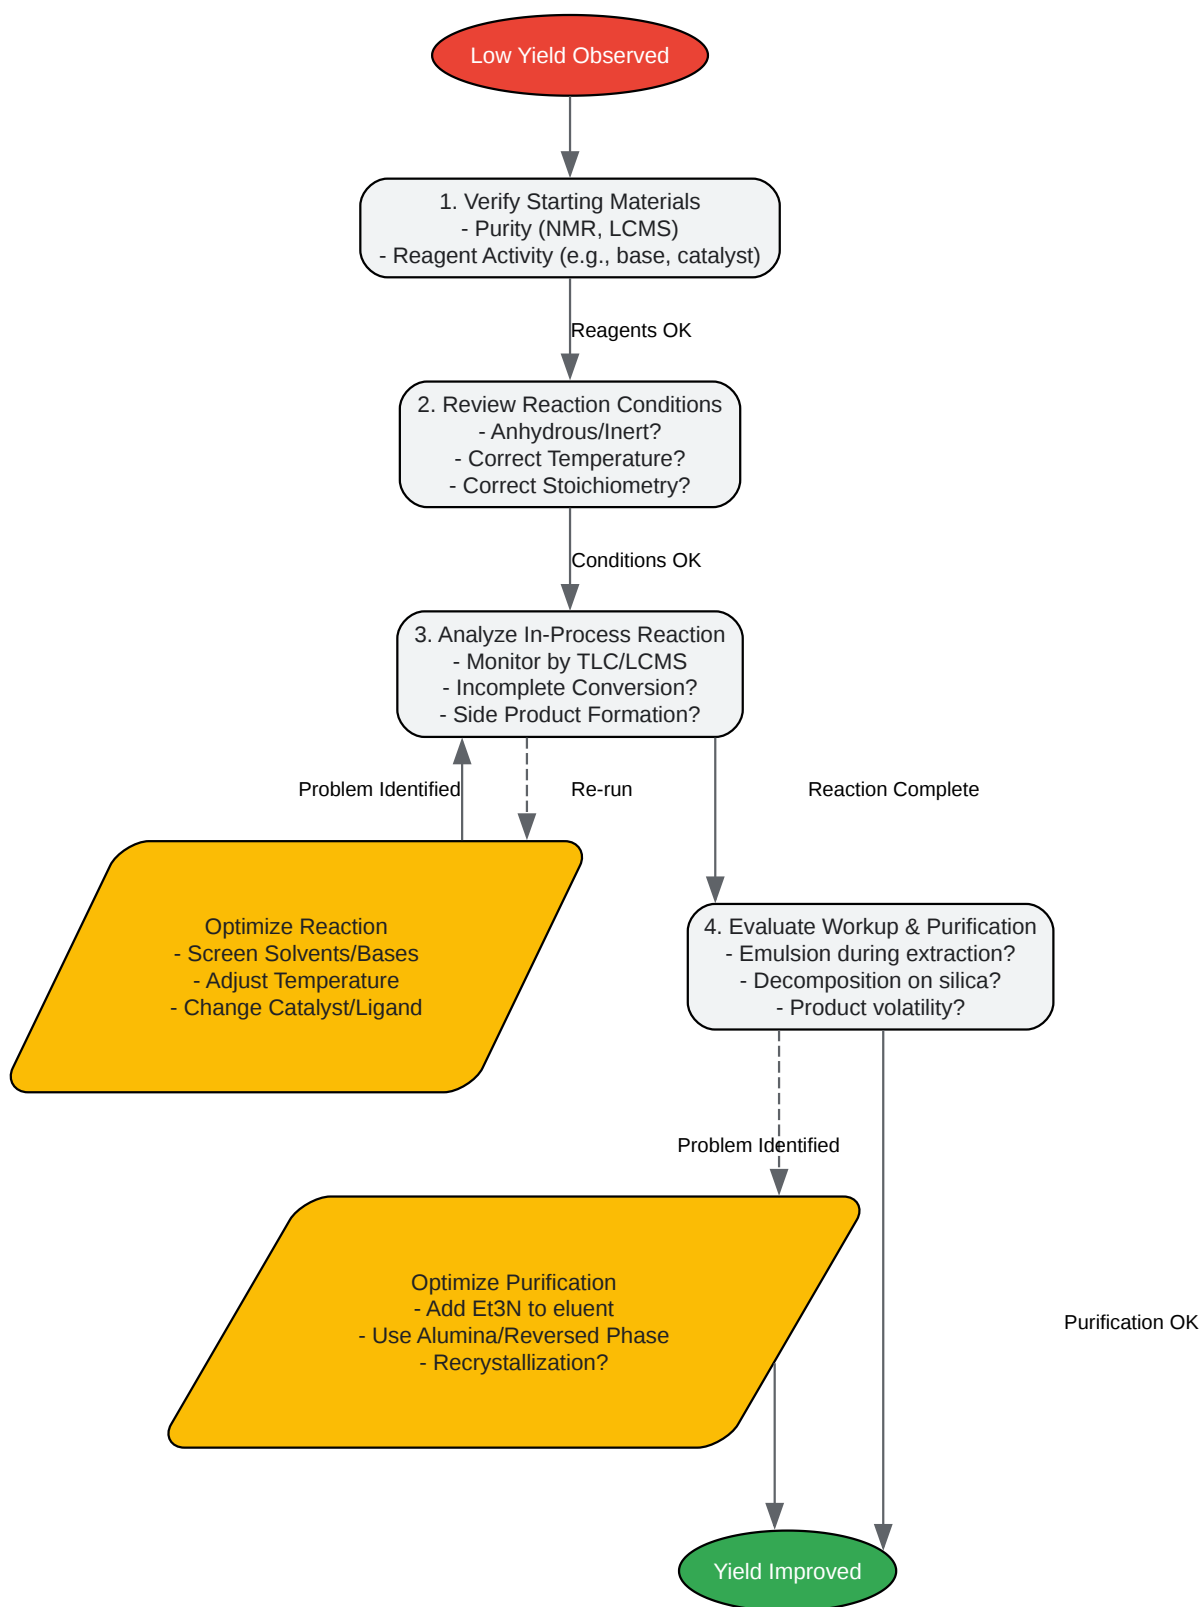 Low Yield Observed
1. Verify Starting Materials
- Purity (NMR, LCMS)
- Reagent Activity (e.g., base, catalyst)
Reagents OK
2. Review Reaction Conditions
- Anhydrous/Inert?
- Correct Temperature?
- Correct Stoichiometry?
Conditions OK
3. Analyze In-Process Reaction
- Monitor by TLC/LCMS
- Incomplete Conversion?
- Side Product Formation?
Problem Identified
Re-run
Reaction Complete
Optimize Reaction
- Screen Solvents/Bases
- Adjust Temperature
- Change Catalyst/Ligand
4. Evaluate Workup & Purification
- Emulsion during extraction?
- Decomposition on silica?
- Product volatility?
Problem Identified
Optimize Purification
- Add Et3N to eluent
- Use Alumina/Reversed Phase
- Recrystallization?
Purification OK
Yield Improved